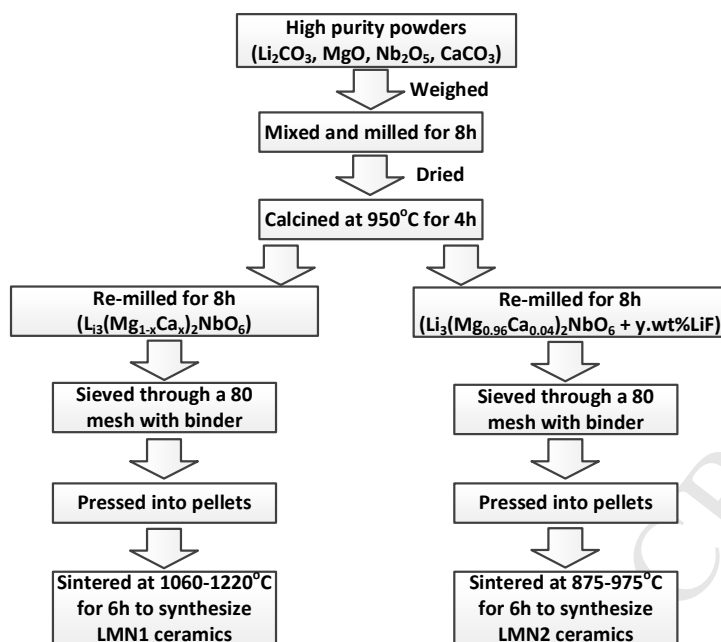 High purity powders
(Li₂CO₃, MgO, Nb₂O₅, CaCO₃)
Weighed
Mixed and milled for 8h
Dried
Calcined at 950°C for 4h
Re-milled for 8h
(Lᵢ₃(Mg₁₋ₓCaₓ)₂NbO₆)
Sieved through a 80
mesh with binder
Pressed into pellets
Sintered at 1060-1220°C
for 6h to synthesize
LMN1 ceramics
Re-milled for 8h
(Li₃(Mg₀.₉₆Ca₀.₀₄)₂NbO₆ + y.wt%LiF)
Sieved through a 80
mesh with binder
Pressed into pellets
Sintered at 875-975°C
for 6h to synthesize
LMN2 ceramics